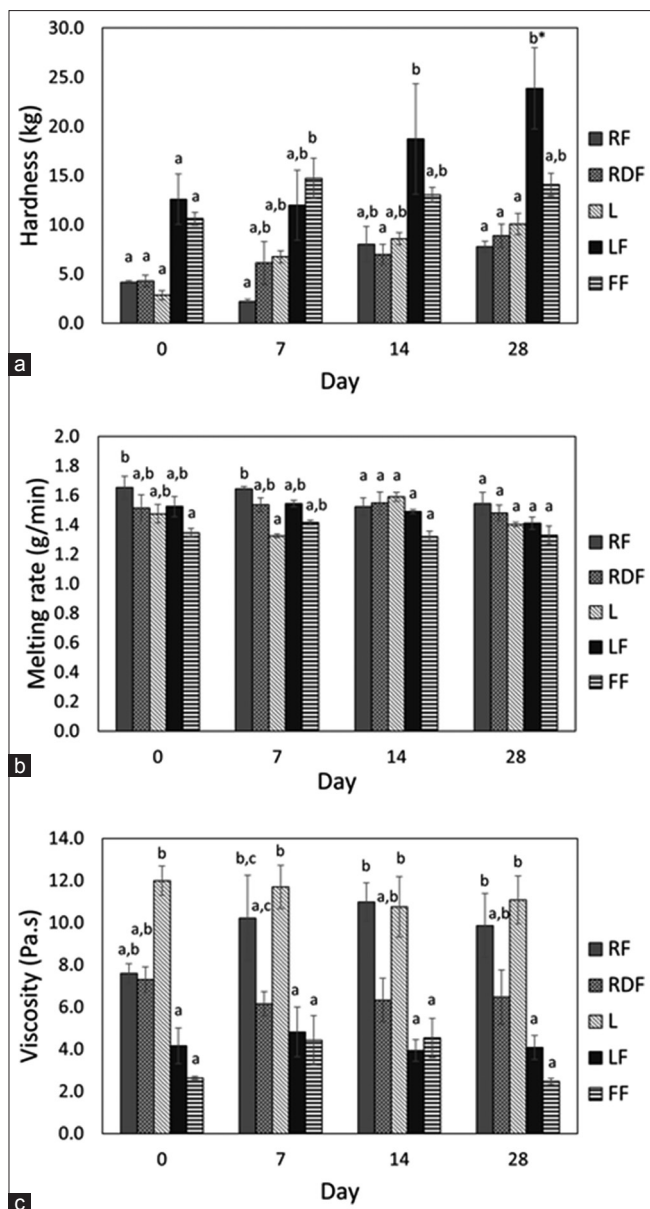 30.0
25.0
20.0
15.0
10.0
5.0
0.0
Hardness (kg)
a a a a a
a a,b a,b a,b b
a,b a a,b b a,b
a a a b* a,b
0 7 14 28
Day
RF
RDF
L
LF
FF
a
2.0
1.8
1.6
1.4
1.2
1.0
0.8
0.6
0.4
0.2
0.0
Melting rate (g/min)
b a,b a,b a,b a
b a,b a a,b a,b
a a a a a
a a a a a
0 7 14 28
Day
RF
RDF
L
LF
FF
b
14.0
12.0
10.0
8.0
6.0
4.0
2.0
0.0
Viscosity (Pa.s)
a,b a,b b a a
b,c a,c b a a
b a,b b a a
b a,b b a a
0 7 14 28
Day
RF
RDF
L
LF
FF
c